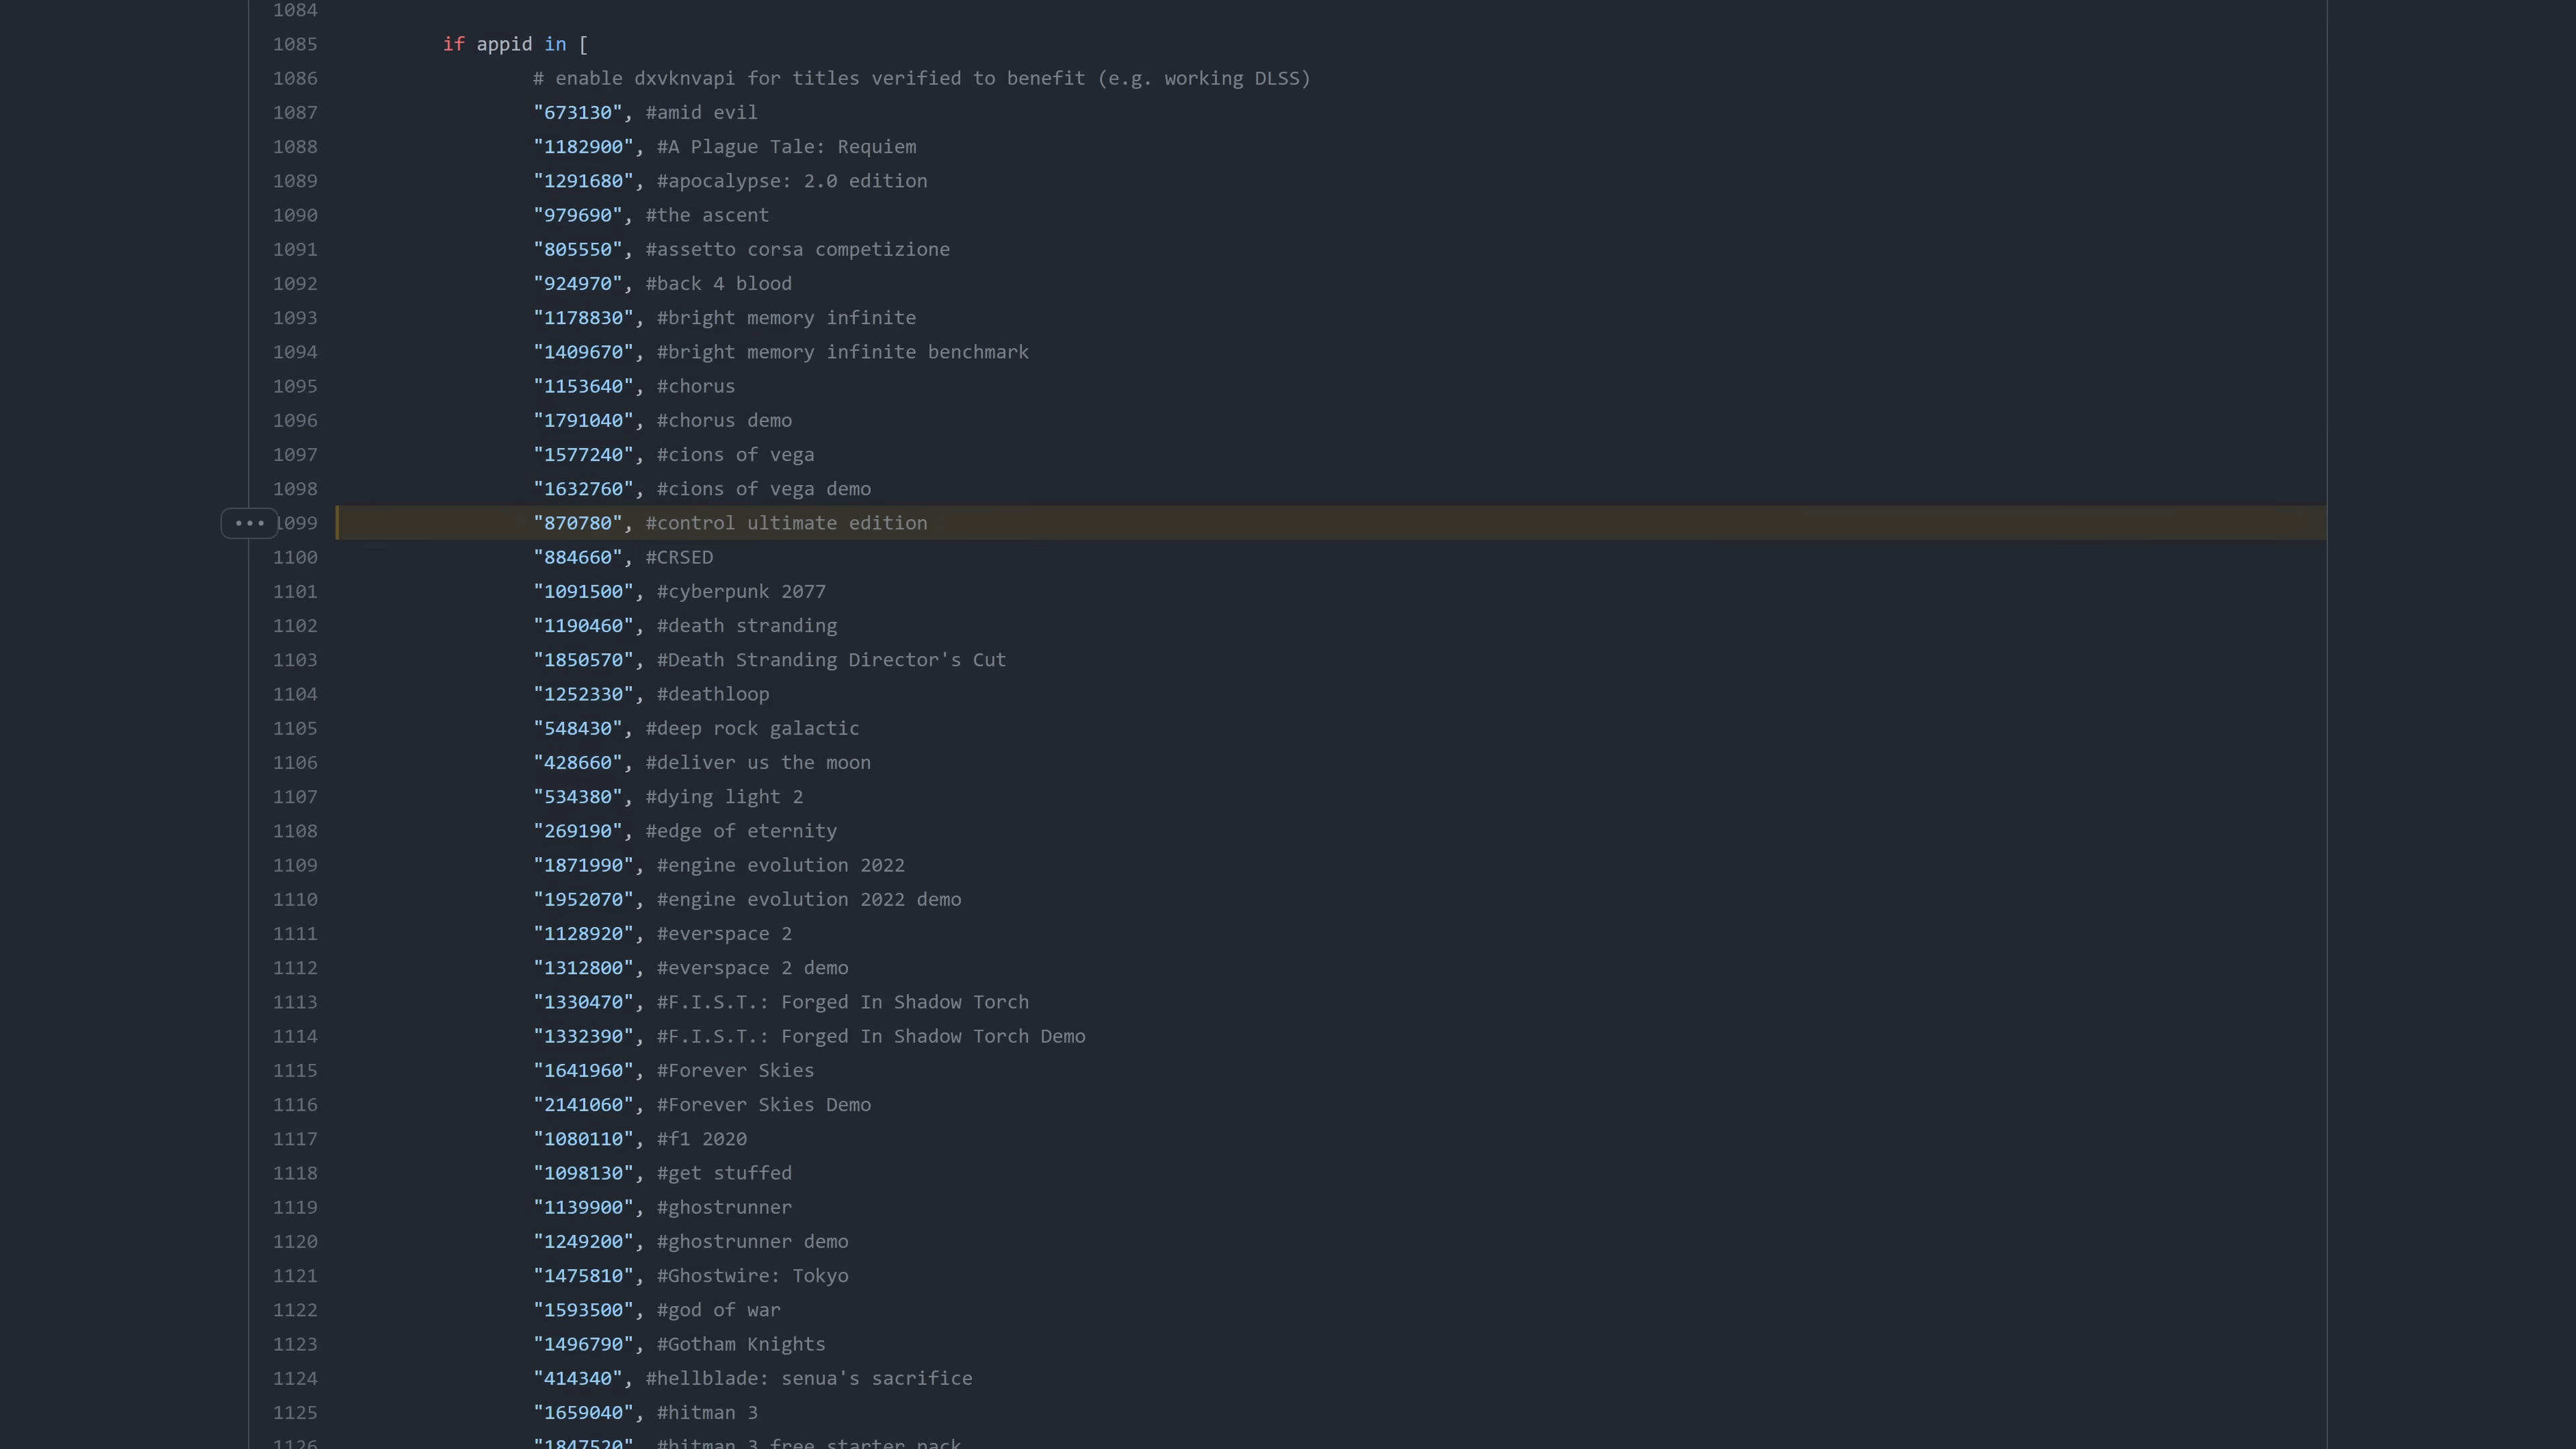 1084
1085 if appid in [
1086 # enable dxvknvapi for titles verified to benefit (e.g. working DLSS)
1087 "673130", #amid evil
1088 "1182900", #A Plague Tale: Requiem
1089 "1291680", #apocalypse: 2.0 edition
1090 "979690", #the ascent
1091 "805550", #assetto corsa competizione
1092 "924970", #back 4 blood
1093 "1178830", #bright memory infinite
1094 "1409670", #bright memory infinite benchmark
1095 "1153640", #chorus
1096 "1791040", #chorus demo
1097 "1577240", #cions of vega
1098 "1632760", #cions of vega demo
1099 "870780", #control ultimate edition
1100 "884660", #CRSED
1101 "1091500", #cyberpunk 2077
1102 "1190460", #death stranding
1103 "1850570", #Death Stranding Director's Cut
1104 "1252330", #deathloop
1105 "548430", #deep rock galactic
1106 "428660", #deliver us the moon
1107 "534380", #dying light 2
1108 "269190", #edge of eternity
1109 "1871990", #engine evolution 2022
1110 "1952070", #engine evolution 2022 demo
1111 "1128920", #everspace 2
1112 "1312800", #everspace 2 demo
1113 "1330470", #F.I.S.T.: Forged In Shadow Torch
1114 "1332390", #F.I.S.T.: Forged In Shadow Torch Demo
1115 "1641960", #Forever Skies
1116 "2141060", #Forever Skies Demo
1117 "1080110", #f1 2020
1118 "1098130", #get stuffed
1119 "1139900", #ghostrunner
1120 "1249200", #ghostrunner demo
1121 "1475810", #Ghostwire: Tokyo
1122 "1593500", #god of war
1123 "1496790", #Gotham Knights
1124 "414340", #hellblade: senua's sacrifice
1125 "1659040", #hitman 3
1126 "1847520", #hitman 3 free starter pack